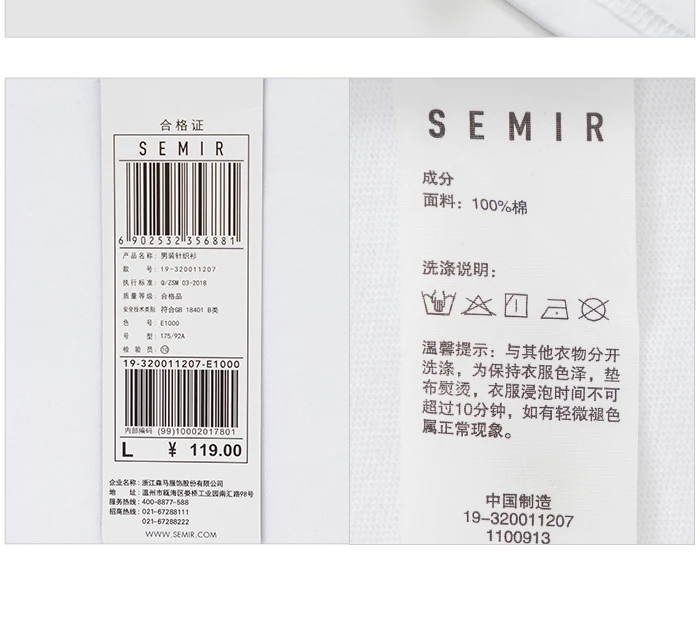 合格证
SEMIR
6902532356881
产品名称: 男装针织衫
款 号: 19-320011207
执行标准: Q/ZSM 03-2018
质量等级: 合格品
安全技术类别 符合GB 18401 B类
色 号: E1000
号 型: 175/92A
检 验 员: ⑩
19-320011207-E1000
内部编码 (99)10002017801
L ¥ 119.00
企业名称: 浙江森马服饰股份有限公司
地 址: 温州市瓯海区娄桥工业园南汇路98号
服务热线: 400-8877-588
招商热线: 021-67288111
021-67288222
WWW.SEMIR.COM
SEMIR
成分
面料: 100%棉
洗涤说明:
温馨提示: 与其他衣物分开
洗涤, 为保持衣服色泽, 垫
布熨烫, 衣服浸泡时间不可
超过10分钟, 如有轻微褪色
属正常现象。
中国制造
19-320011207
1100913